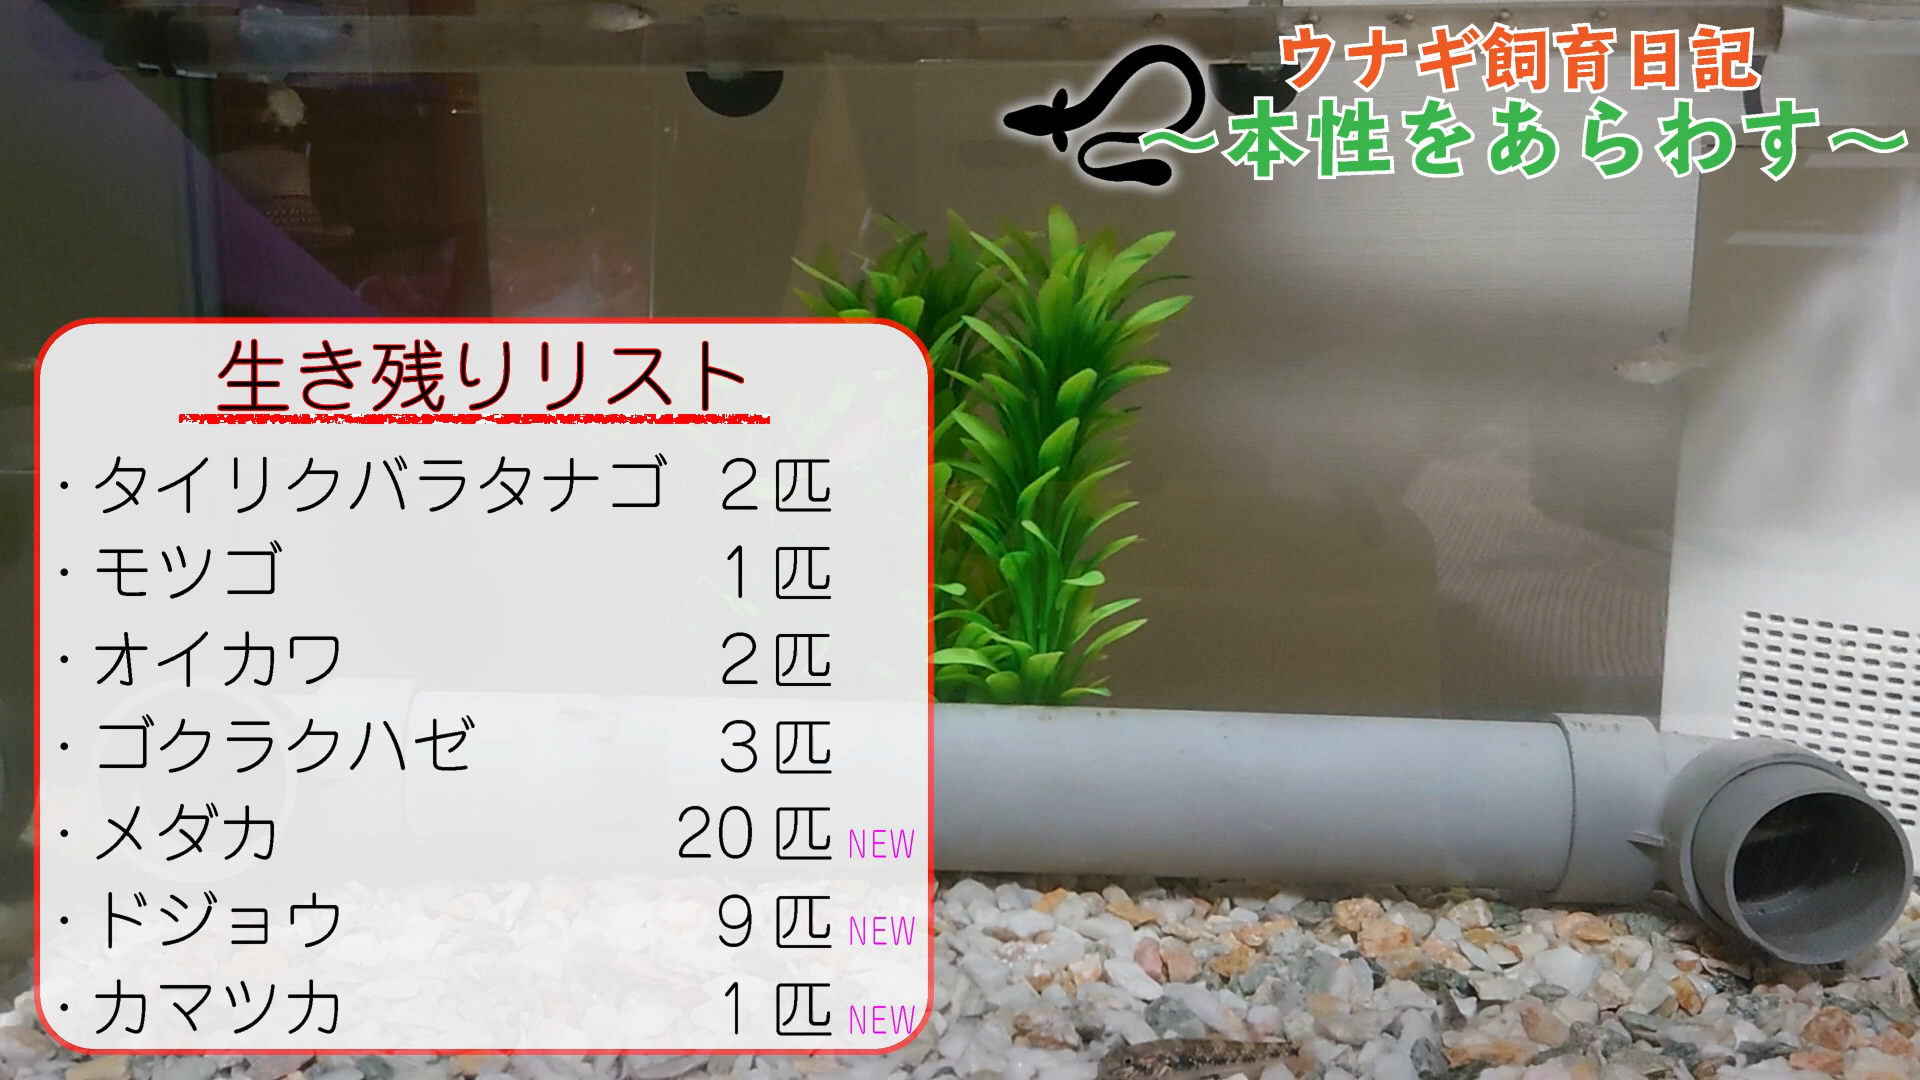 ウナギ飼育日記
～本性をあらわす～
生き残りリスト
・タイリクバラタナゴ 2匹
・モツゴ 1匹
・オイカワ 2匹
・ゴクラクハゼ 3匹
・メダカ 20匹 NEW
・ドジョウ 9匹 NEW
・カマツカ 1匹 NEW